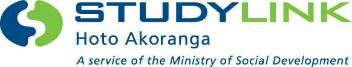 STUDYLINK
Hoto Akoranga
A service of the Ministry of Social Development